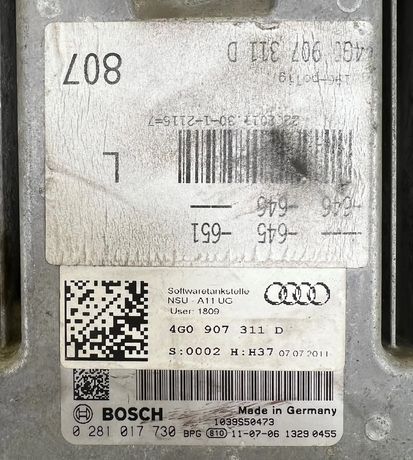 4G0 907 311 D
807
L
-646
-645 -646
-651
Softwaretankstelle
NSU - A11 UG
User: 1809
4G0 907 311 D
S:0002 H:H37 07.07.2011
Made in Germany
BOSCH
1039S50473
0 281 017 730 BPG 810 11-07-06 1329 0455